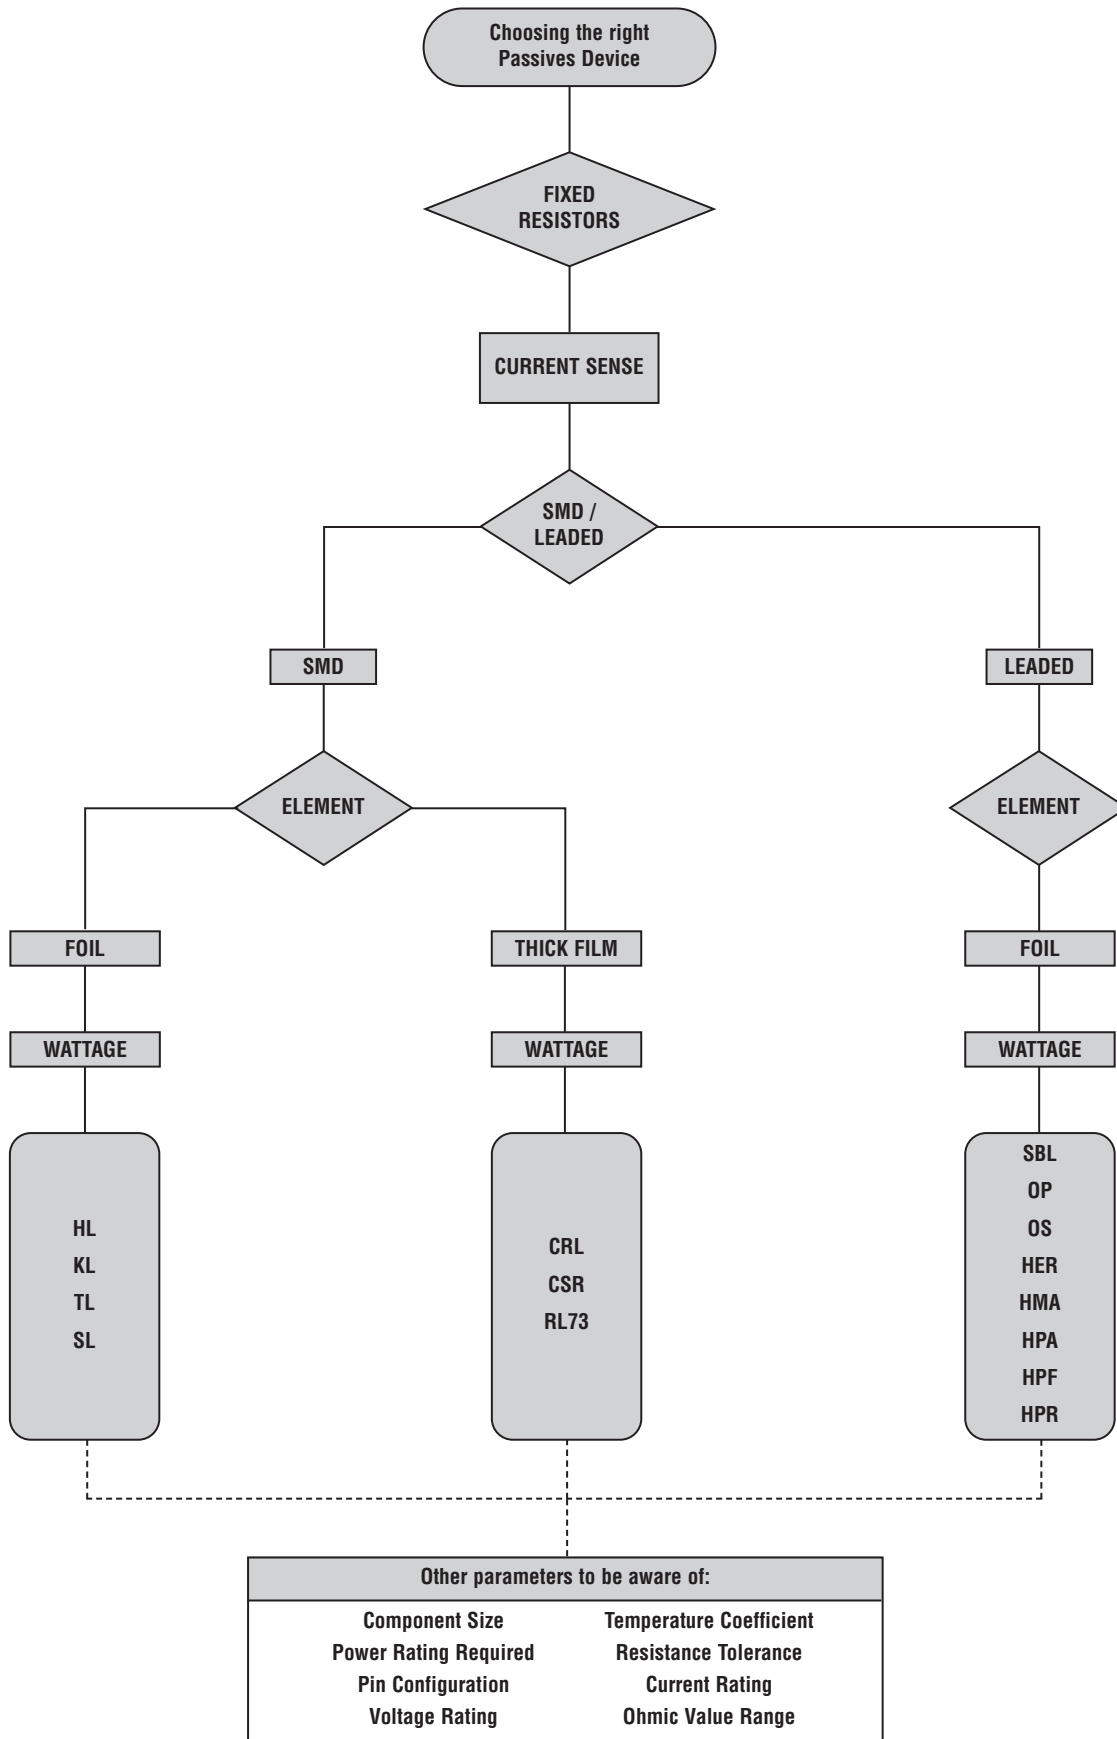 Choosing the right
Passives Device
FIXED
RESISTORS
CURRENT SENSE
SMD /
LEADED
SMD
LEADED
ELEMENT
ELEMENT
FOIL
THICK FILM
FOIL
WATTAGE
WATTAGE
WATTAGE
HL
KL
TL
SL
CRL
CSR
RL73
SBL
OP
OS
HER
HMA
HPA
HPF
HPR
Other parameters to be aware of:
Component Size
Power Rating Required
Pin Configuration
Voltage Rating
Temperature Coefficient
Resistance Tolerance
Current Rating
Ohmic Value Range